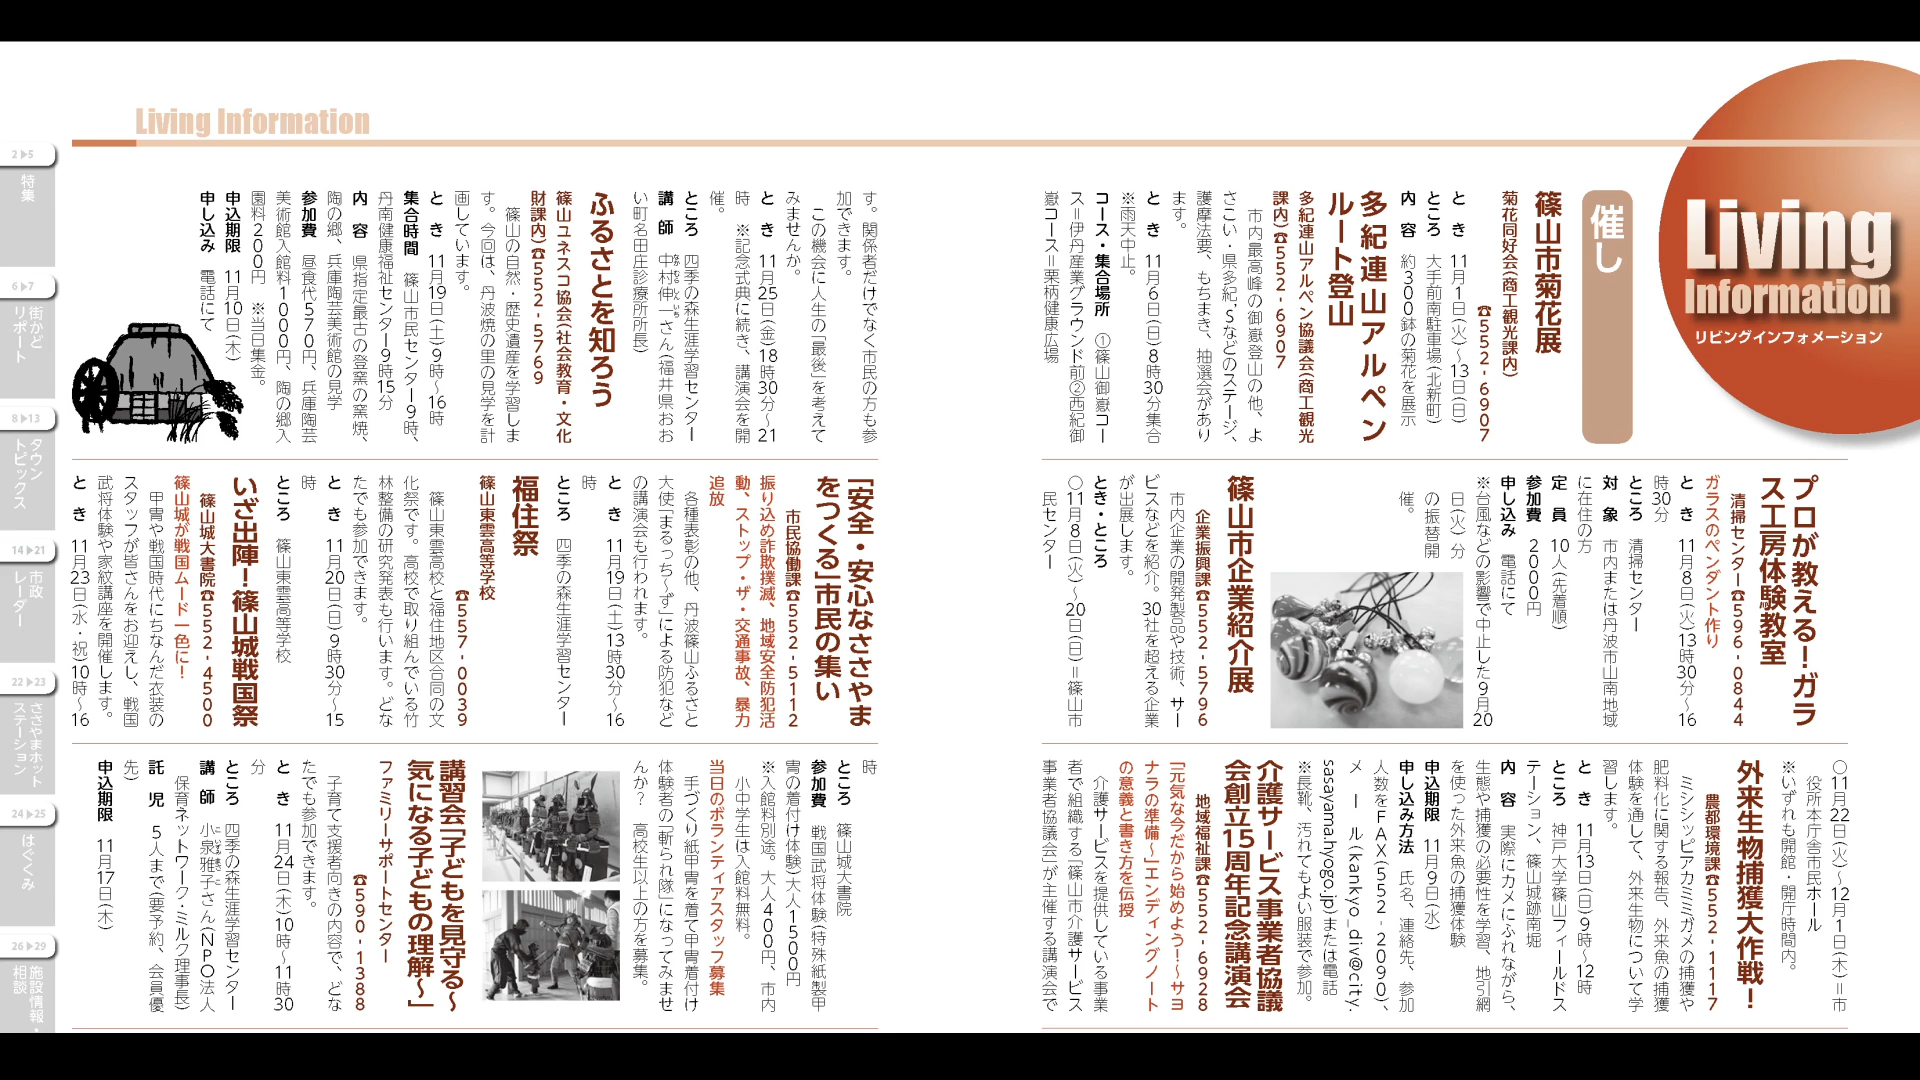 Living
Information
リビングインフォメーション
催し
篠山市菊花展
菊花同好会(商工観光課内)
☎552-6907
と　き　11月1日(火)~13日(日)
ところ　大手前南駐車場(北新町)
内　容　約300鉢の菊花を展示
多紀連山アルペン
ルート登山
多紀連山アルペン協議会(商工観光
課内)☎552-6907
市内最高峰の御嶽登山の他、よ
さこい・県多紀'Sなどのステージ、
護摩法要、もちまき、抽選会があり
ます。
と　き　11月6日(日)8時30分集合
※雨天中止。
コース・集合場所　①篠山御嶽コー
ス＝伊丹産業グラウンド前②西紀御
嶽コース＝栗柄健康広場
プロが教える！ガラ
ス工房体験教室
清掃センター☎596-0844
ガラスのペンダント作り
と　き　11月8日(火)13時30分~16
時30分
ところ　清掃センター
対　象　市内または丹波市山南地域
に在住の方
定　員　10人(先着順)
参加費　2000円
申し込み　電話にて
※台風などの影響で中止した9月20
日(火)分
の振替開
催。
篠山市企業紹介展
企業振興課☎552-5796
市内企業の開発製品や技術、サー
ビスなどを紹介。30社を超える企業
が出展します。
とき・ところ
○11月8日(火)~20日(日)＝篠山市
民センター
○11月22日(火)~12月1日(木)＝市
役所本庁舎市民ホール
※いずれも開館・開庁時間内。
外来生物捕獲大作戦！
農都環境課☎552-1117
ミシシッピアカミミガメの捕獲や
肥料化に関する報告、外来魚の捕獲
体験を通して、外来生物について学
習します。
と　き　11月13日(日)9時~12時
ところ　神戸大学篠山フィールドス
テーション、篠山城跡南堀
内　容　実際にカメにふれながら、
生態や捕獲の必要性を学習、地引網
を使った外来魚の捕獲体験
申込期限　11月9日(水)
申し込み方法　氏名、連絡先、参加
人数をFAX(552-2090)、
メール(kankyo_div@city.
sasayama.hyogo.jp)または電話
※長靴、汚れてもよい服装で参加。
介護サービス事業者協議
会創立15周年記念講演会
地域福祉課☎552-6928
「元気な今だから始めよう！~サヨ
ナラの準備~」エンディングノート
の意義と書き方を伝授
介護サービスを提供している事業
者で組織する「篠山市介護サービス
事業者協議会」が主催する講演会で
Living Information
す。関係者だけでなく市民の方も参
加できます。
この機会に人生の「最後」を考えて
みませんか。
と　き　11月25日(金)18時30分~21
時　※記念式典に続き、講演会を開
催。
ところ　四季の森生涯学習センター
講　師　中村伸一さん(福井県おお
い町名田庄診療所所長)
ふるさとを知ろう
篠山ユネスコ協会(社会教育・文化
財課内)☎552-5769
篠山の自然・歴史遺産を学習しま
す。今回は、丹波焼の里の見学を計
画しています。
と　き　11月19日(土)9時~16時
集合時間　篠山市民センター9時、
丹南健康福祉センター9時15分
内　容　県指定最古の登窯の窯焼、
陶の郷、兵庫陶芸美術館の見学
参加費　昼食代570円、兵庫陶芸
美術館入館料100円、陶の郷入
園料200円　※当日集金。
申込期限　11月10日(木)
申し込み　電話にて
「安全・安心なささやま
をつくる」市民の集い
市民協働課☎552-5112
振り込め詐欺撲滅、地域安全防犯活
動、ストップ・ザ・交通事故、暴力
追放
各種表彰の他、丹波篠山ふるさと
大使「まるっち~ず」による防犯など
の講演会も行われます。
と　き　11月19日(土)13時30分~16
時
ところ　四季の森生涯学習センター
福住祭
篠山東雲高等学校
☎557-0039
篠山東雲高校と福住地区合同の文
化祭です。高校で取り組んでいる竹
林整備の研究発表も行います。どな
たでも参加できます。
と　き　11月20日(日)9時30分~15
時
ところ　篠山東雲高等学校
いざ出陣！篠山城戦国祭
篠山城大書院☎552-4500
篠山城が戦国ムード一色に！
甲冑や戦国時代にちなんだ衣装の
スタッフが皆さんをお迎えし、戦国
武将体験や家紋講座を開催します。
と　き　11月23日(水・祝)10時~16
時
ところ　篠山城大書院
参加費　戦国武将体験(特殊紙製甲
冑の着付け体験)大人1500円
※入館料別途。大人400円、市内
小中学生は入館料無料。
当日のボランティアスタッフ募集
手づくり紙甲冑を着て甲冑着付け
体験者の「斬られ隊」になってみませ
んか？　高校生以上の方を募集。
講習会「子どもを見守る~
気になる子どもの理解~」
ファミリーサポートセンター
☎590-1388
子育て支援者向きの内容で、どな
たでも参加できます。
と　き　11月24日(木)10時~11時30
分
ところ　四季の森生涯学習センター
講　師　小泉雅子さん(NPO法人
保育ネットワーク・ミルク理事長)
託　児　5人まで(要予約、会員優
先)
申込期限　11月17日(木)
2▶5
特集
6▶7
街かど
リポート
8▶13
タウン
トピックス
14▶21
市政
レーダー
22▶23
ささやまホット
ステーション
24▶25
はぐくみ
26▶29
施設情報・
相談